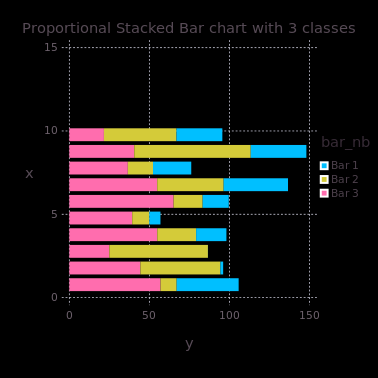 Proportional Stacked Bar chart with 3 classes
15
10
5
0
x
0 50 100 150
y
bar_nb
Bar 1
Bar 2
Bar 3